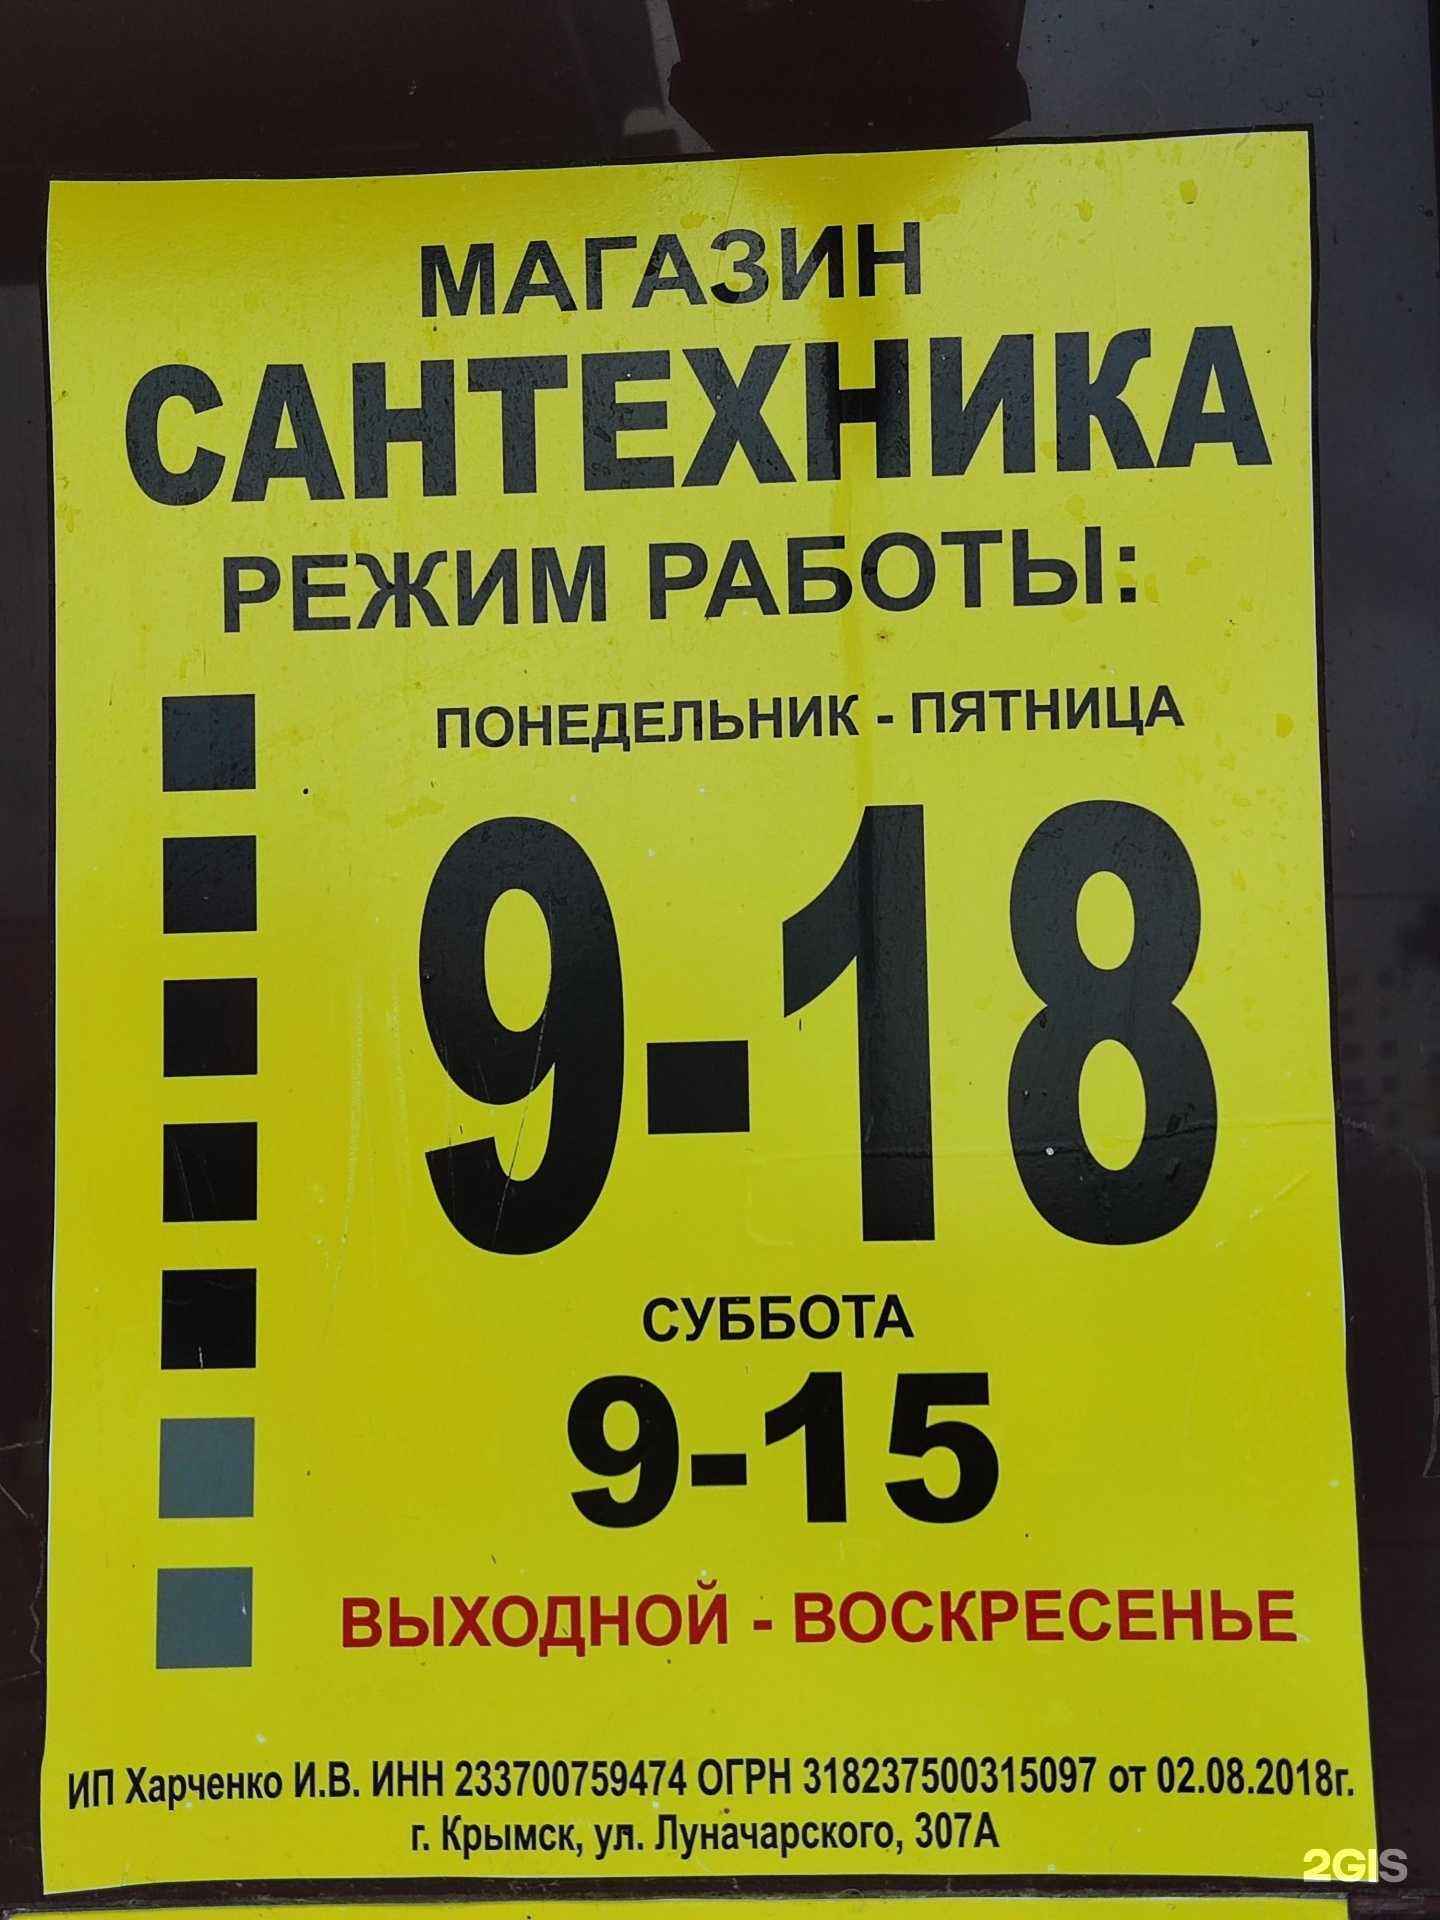 МАГАЗИН
САНТЕХНИКА
РЕЖИМ РАБОТЫ:
ПОНЕДЕЛЬНИК - ПЯТНИЦА
9-18
СУББОТА
9-15
ВЫХОДНОЙ - ВОСКРЕСЕНЬЕ
ИП Харченко И.В. ИНН 233700759474 ОГРН 318237500315097 от 02.08.2018г.
г. Крымск, ул. Луначарского, 307А
2GIS